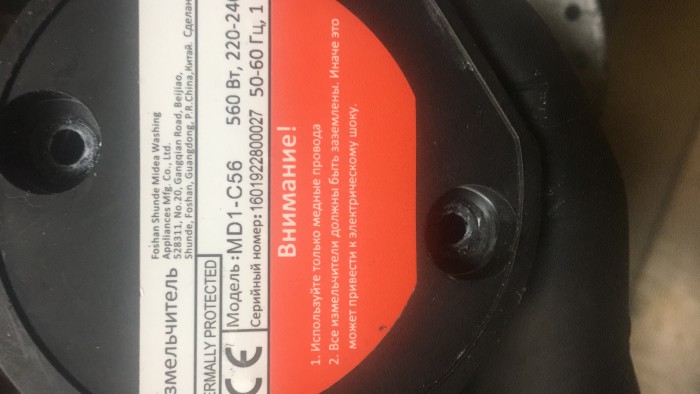 змельчитель
Foshan Shunde Midea Washing
Appliances Mfg. Co., Ltd.
528311, No.20, Gangqian Road, Beijiao,
Shunde, Foshan, Guangdong, P.R.China,Китай. Сделан
ERMALLY PROTECTED
CE
Модель : MD1-C56 560 Вт, 220-240
Серийный номер: 1601922800027 50-60 Гц, 1
Внимание!
1. Используйте только медные провода
2. Все измельчители должны быть заземлены. Иначе это
может привести к электрическому шоку.